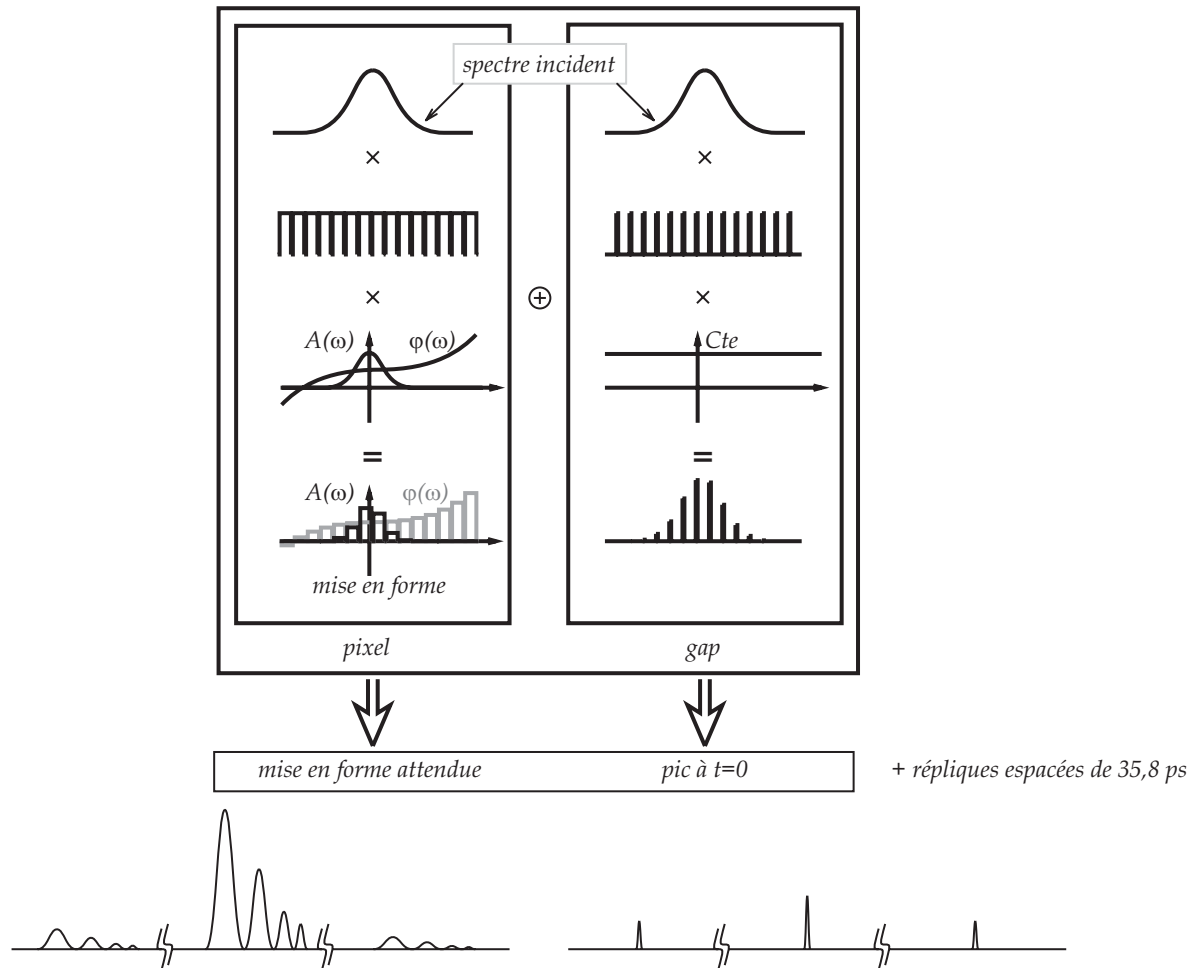 spectre incident
×
×
×
×
⊕
A(ω)
φ(ω)
Cte
=
=
A(ω)
φ(ω)
mise en forme
pixel
gap
mise en forme attendue
pic à t=0
+ répliques espacées de 35,8 ps